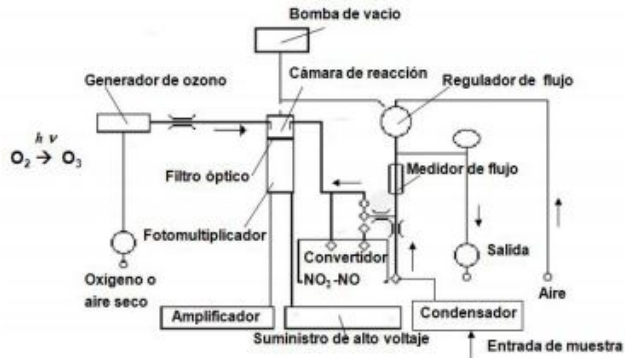 Bomba de vacio
Generador de ozono
Cámara de reacción
Regulador de flujo
h ν
O₂ → O₃
Filtro óptico
Medidor de flujo
Fotomultiplicador
Convertidor
NO₂-NO
Salida
Oxigeno o
aire seco
Aire
Amplificador
Suministro de alto voltaje
Condensador
Entrada de muestra